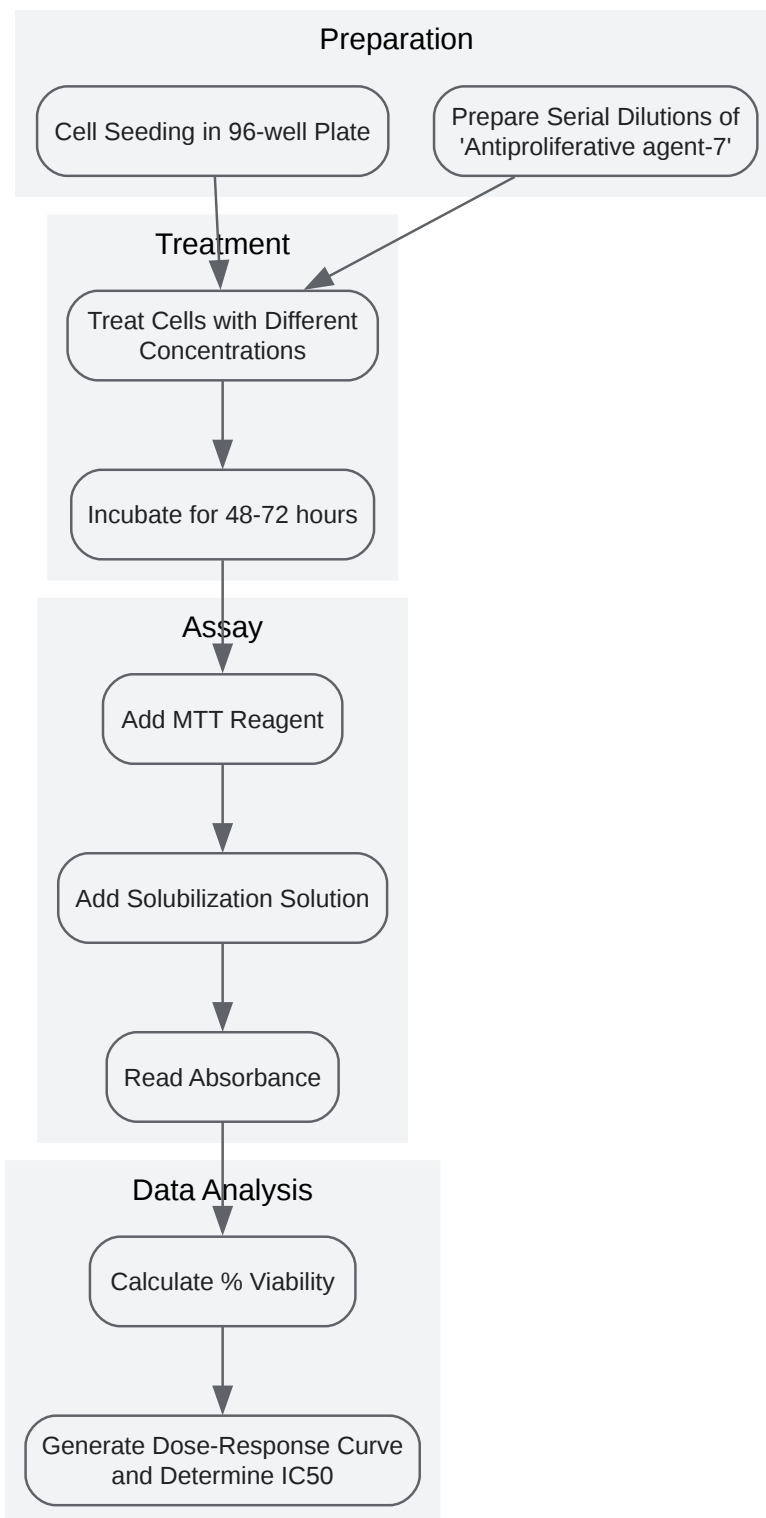 Preparation
Cell Seeding in 96-well Plate
Prepare Serial Dilutions of
'Antiproliferative agent-7'
Treatment
Treat Cells with Different
Concentrations
Incubate for 48-72 hours
Assay
Add MTT Reagent
Add Solubilization Solution
Read Absorbance
Data Analysis
Calculate % Viability
Generate Dose-Response Curve
and Determine IC50